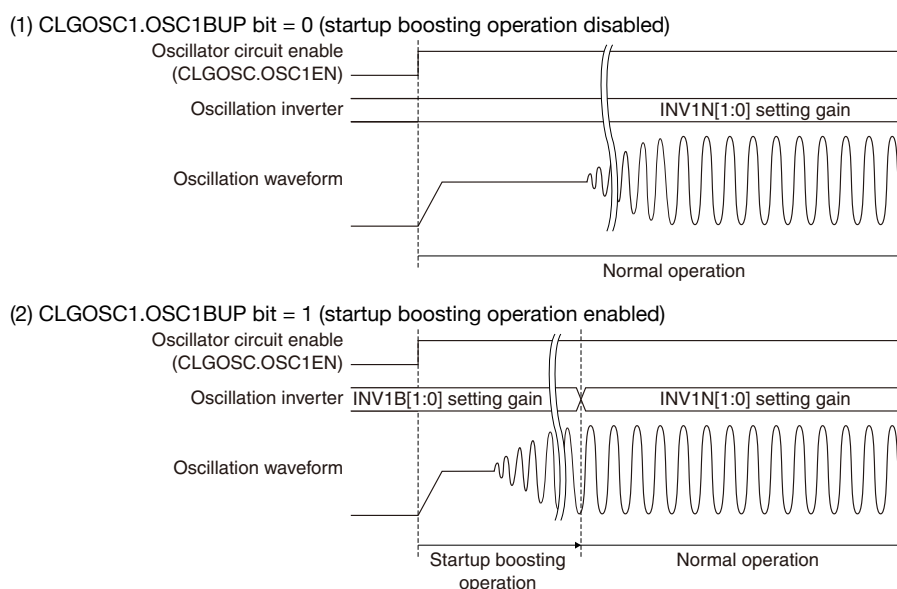 (1) CLGOSC1.OSC1BUP bit = 0 (startup boosting operation disabled)
Oscillator circuit enable
(CLGOSC.OSC1EN)
Oscillation inverter
INV1N[1:0] setting gain
Oscillation waveform
Normal operation
(2) CLGOSC1.OSC1BUP bit = 1 (startup boosting operation enabled)
Oscillator circuit enable
(CLGOSC.OSC1EN)
Oscillation inverter
INV1B[1:0] setting gain
INV1N[1:0] setting gain
Oscillation waveform
Startup boosting
operation
Normal operation